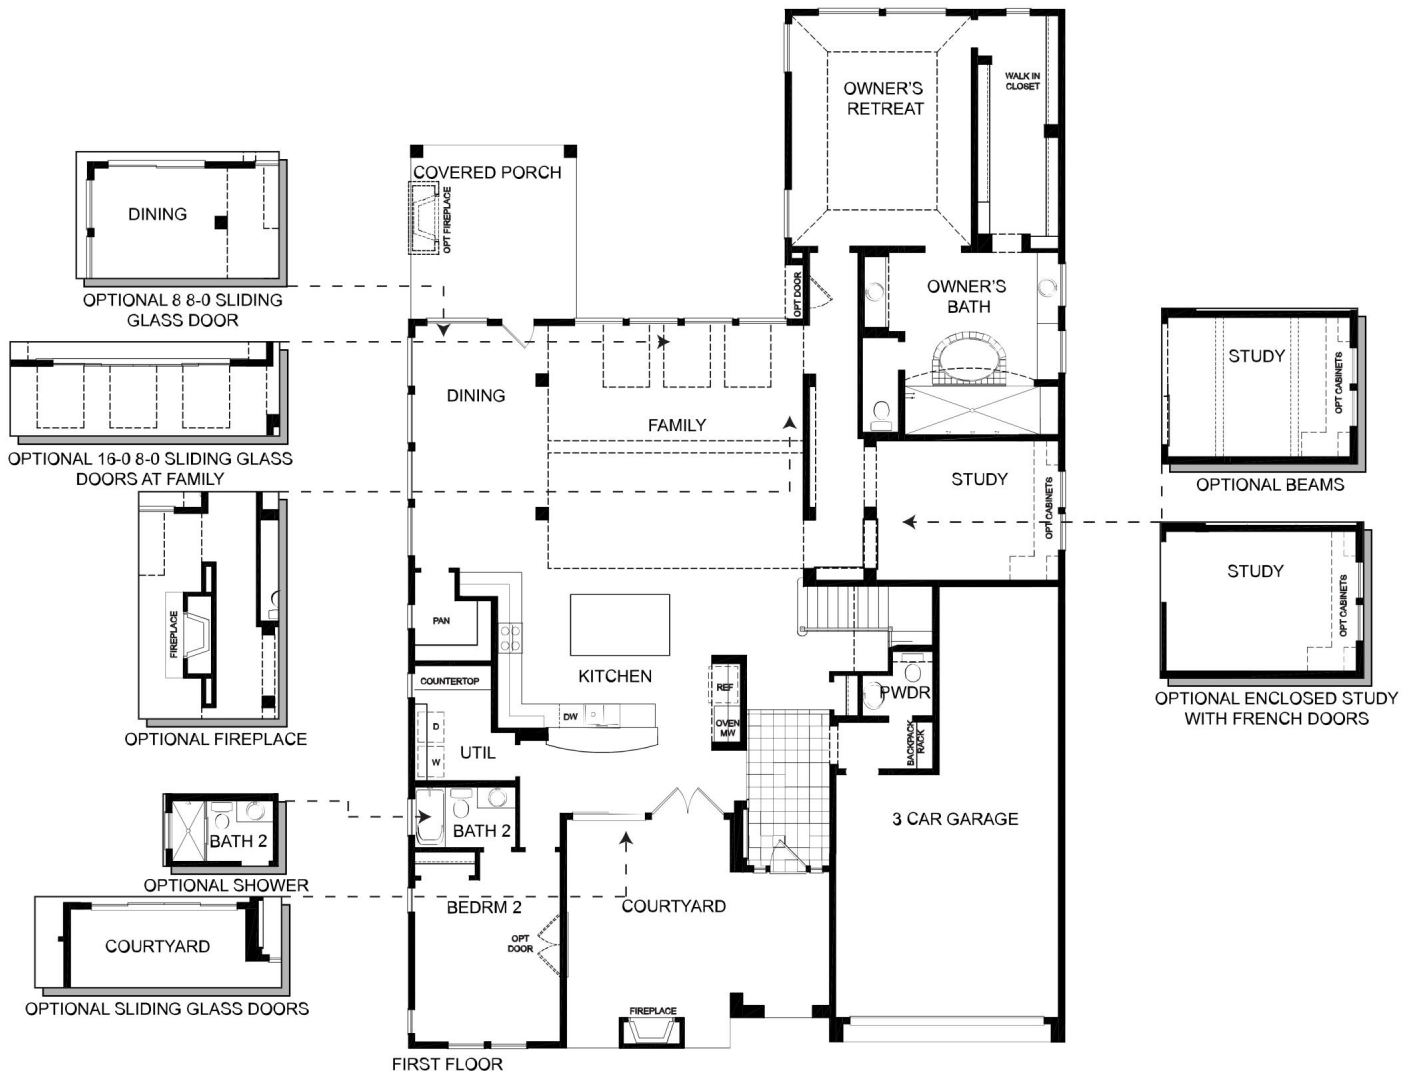 OWNER'S
RETREAT
WALK IN
CLOSET
COVERED PORCH
OPT FIREPLACE
DINING
OPTIONAL 8 8-0 SLIDING
GLASS DOOR
OPT DOOR
OWNER'S
BATH
OPTIONAL 16-0 8-0 SLIDING GLASS
DOORS AT FAMILY
DINING
FAMILY
STUDY
OPT CABINETS
STUDY
OPT CABINETS
OPTIONAL BEAMS
STUDY
OPT CABINETS
OPTIONAL ENCLOSED STUDY
WITH FRENCH DOORS
FIREPLACE
OPTIONAL FIREPLACE
PAN
COUNTERTOP
KITCHEN
REF
OVEN
MW
DW
D
W
UTIL
PWDR
BACKPACK
RACK
BATH 2
OPTIONAL SHOWER
BATH 2
3 CAR GARAGE
BEDRM 2
OPT
DOOR
COURTYARD
COURTYARD
OPTIONAL SLIDING GLASS DOORS
FIREPLACE
FIRST FLOOR